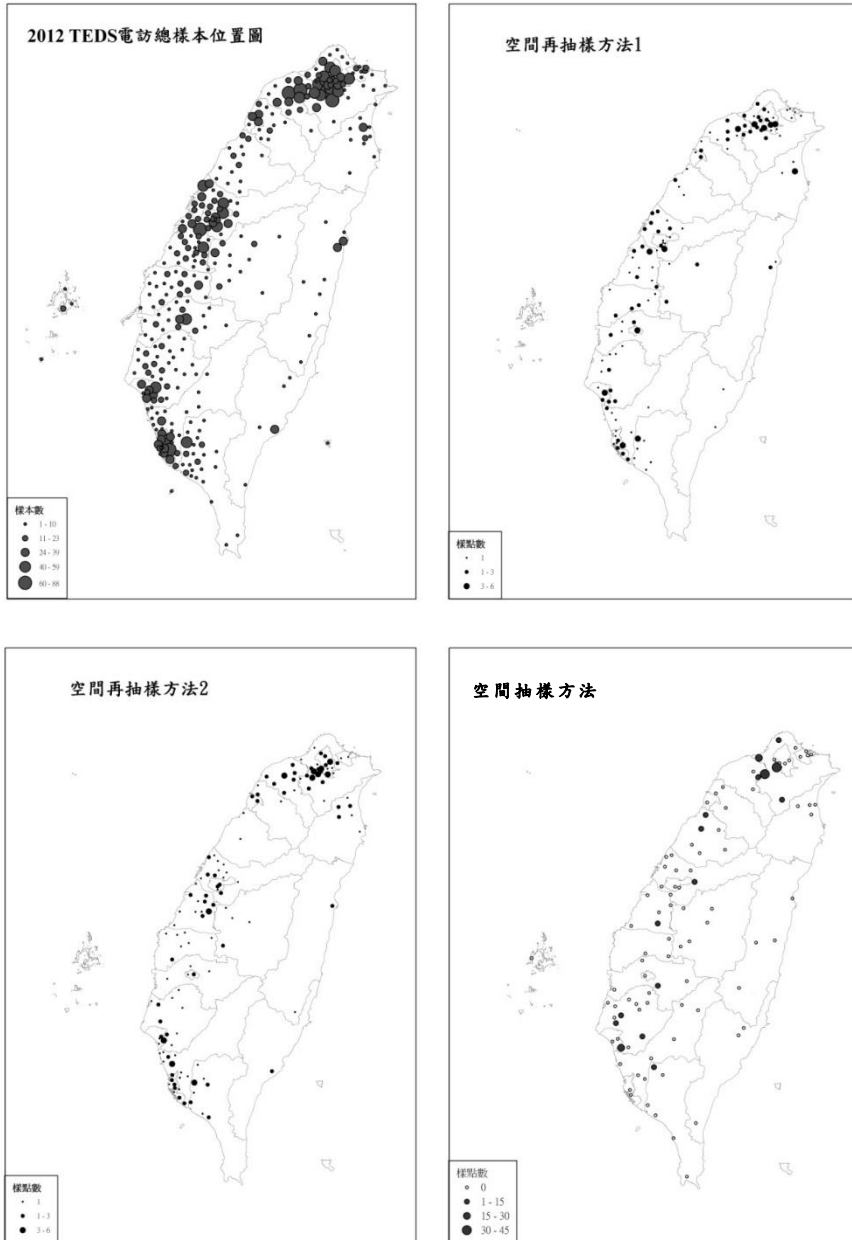 2012 TEDS電訪總樣本位置圖
樣本數
1 - 10
11 - 23
24 - 39
40 - 59
60 - 88
空間再抽樣方法1
樣點數
1
1 - 3
3 - 6
空間再抽樣方法2
樣點數
1
1 - 3
3 - 6
空間抽樣方法
樣點數
0
1 - 15
15 - 30
30 - 45